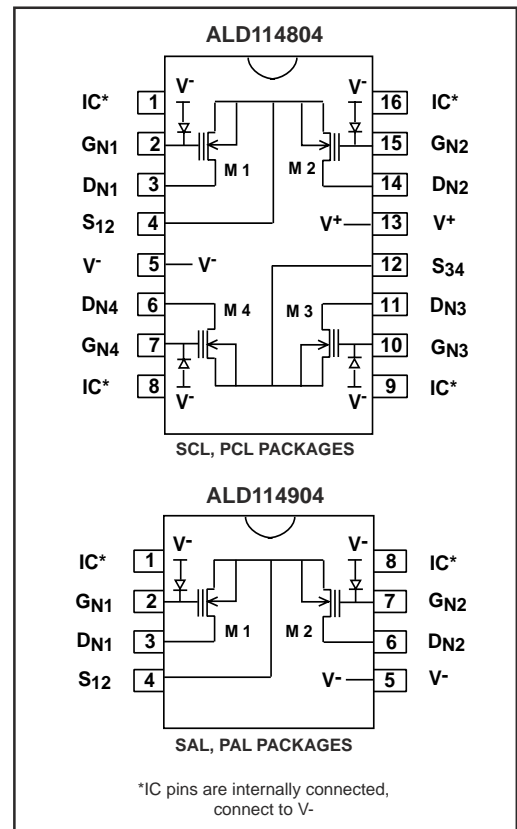 ALD114804
V- V-
IC* 1 16 IC*
GN1 2 15 GN2
M 1 M 2
DN1 3 14 DN2
S12 4 V+ 13 V+
V- 5 V- 12 S34
DN4 6 M 4 M 3 11 DN3
GN4 7 10 GN3
IC* 8 V- V- 9 IC*
SCL, PCL PACKAGES
ALD114904
V- V-
IC* 1 8 IC*
GN1 2 7 GN2
DN1 3 M 1 M 2 6 DN2
S12 4 V- 5 V-
SAL, PAL PACKAGES
*IC pins are internally connected,
connect to V-